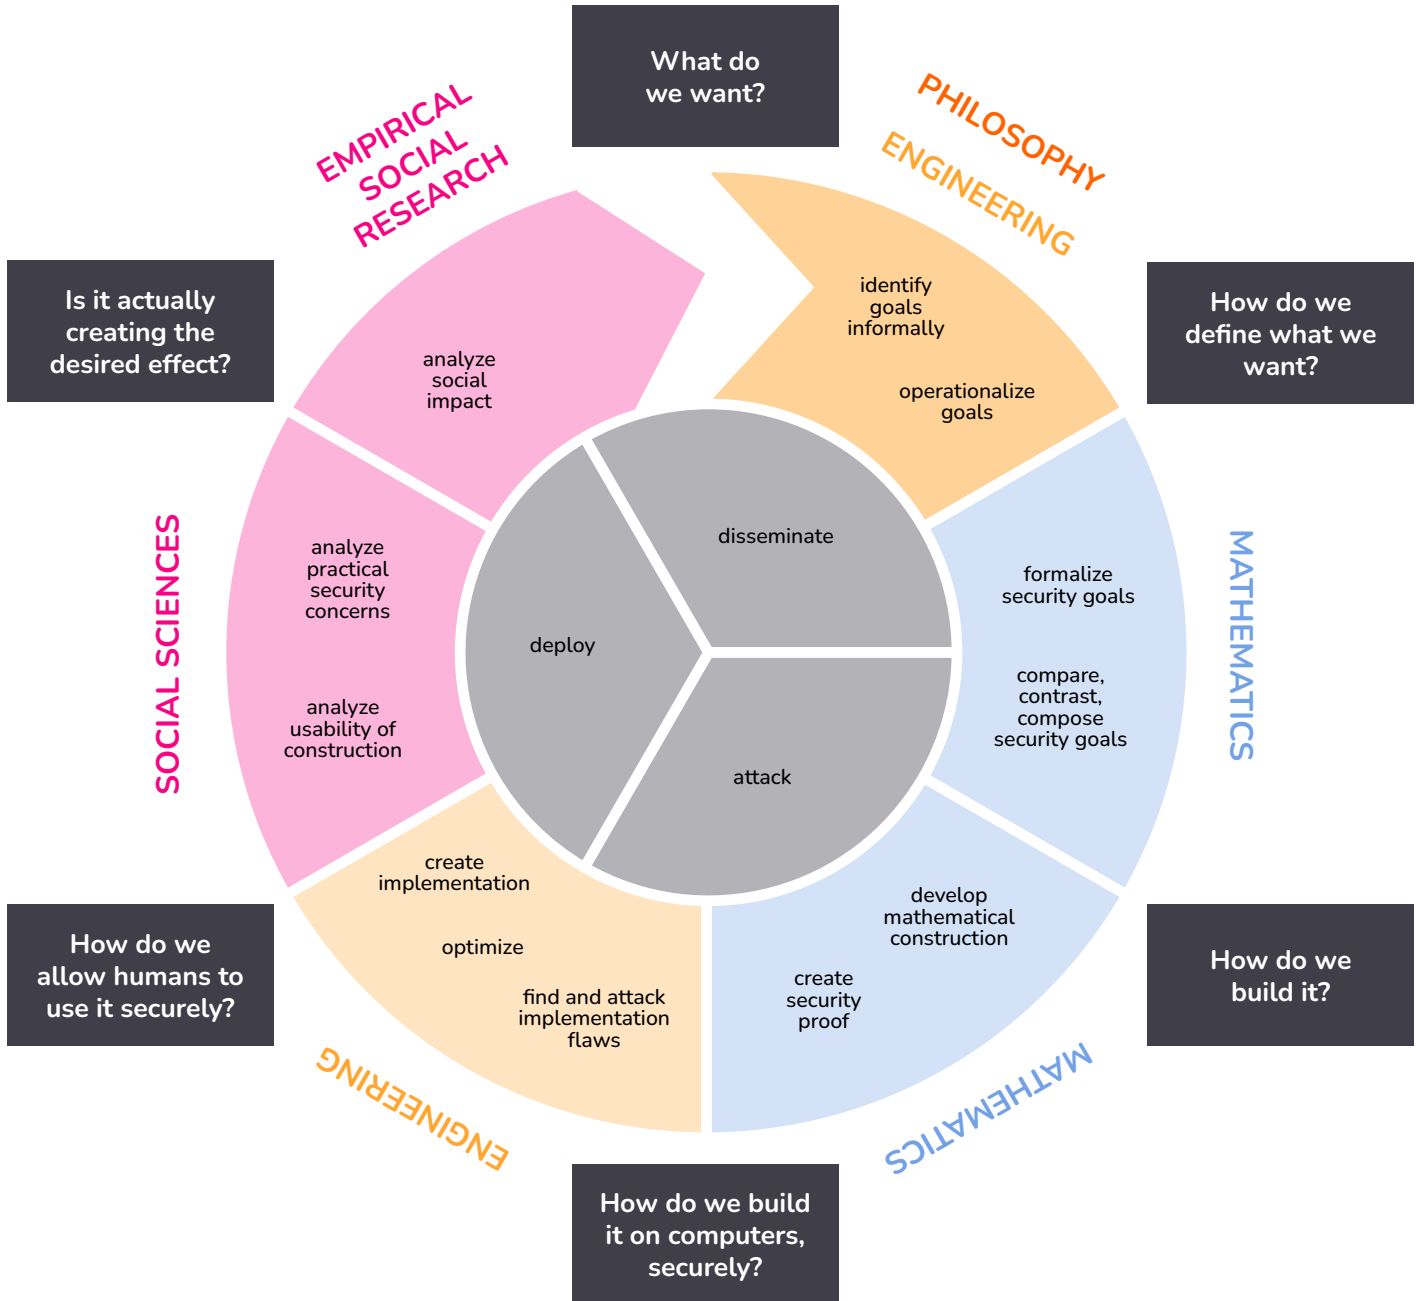 What do
we want?
PHILOSOPHY
ENGINEERING
identify
goals
informally
operationalize
goals
How do we
define what we
want?
MATHEMATICS
formalize
security goals
compare,
contrast,
compose
security goals
How do we
build it?
MATHEMATICS
develop
mathematical
construction
create
security
proof
How do we build
it on computers,
securely?
ENGINEERING
create
implementation
optimize
find and attack
implementation
flaws
How do we
allow humans to
use it securely?
SOCIAL SCIENCES
analyze
practical
security
concerns
analyze
usability of
construction
Is it actually
creating the
desired effect?
EMPIRICAL
SOCIAL
RESEARCH
analyze
social
impact
disseminate
deploy
attack